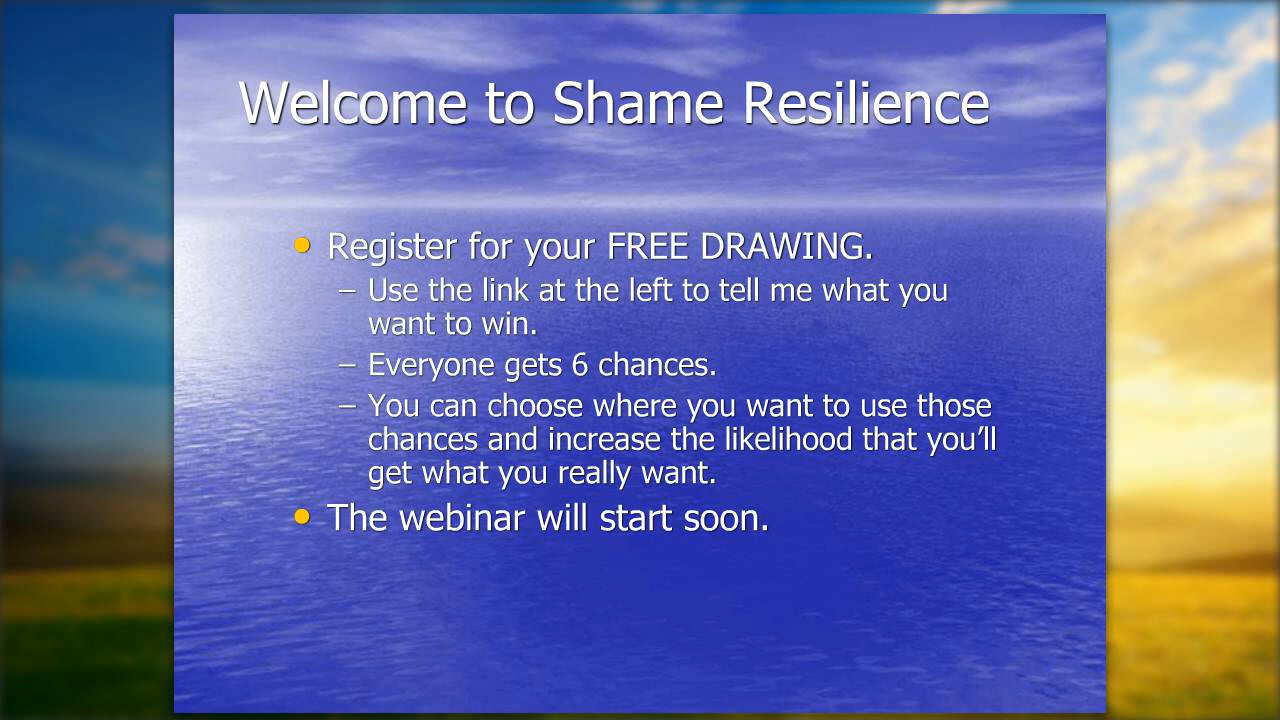 Welcome to Shame Resilience
• Register for your FREE DRAWING.
– Use the link at the left to tell me what you
want to win.
– Everyone gets 6 chances.
– You can choose where you want to use those
chances and increase the likelihood that you’ll
get what you really want.
• The webinar will start soon.